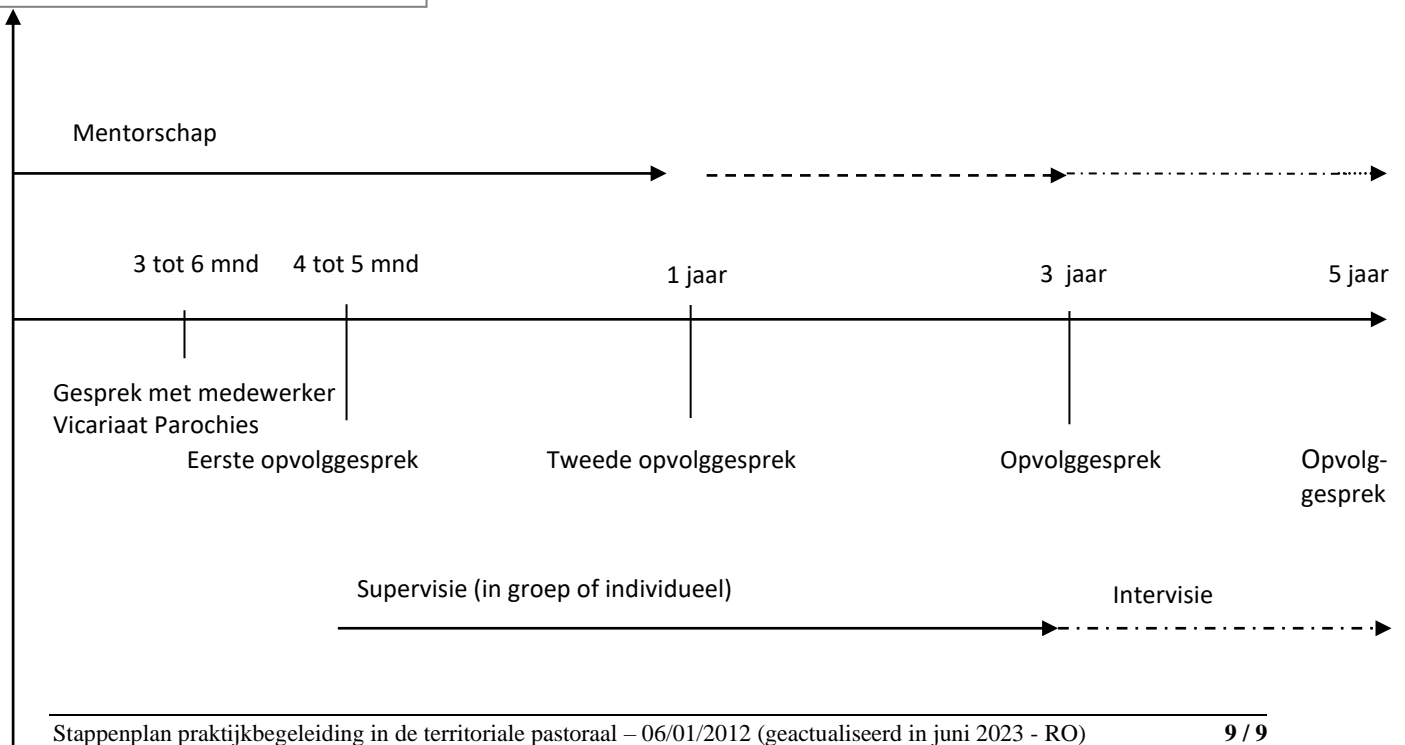 Mentorschap
3 tot 6 mnd
4 tot 5 mnd
1 jaar
3 jaar
5 jaar
Gesprek met medewerker
Vicariaat Parochies
Eerste opvolggesprek
Tweede opvolggesprek
Opvolggesprek
Opvolg-
gesprek
Supervisie (in groep of individueel)
Intervisie
Stappenplan praktijkbegeleiding in de territoriale pastoraal – 06/01/2012 (geactualiseerd in juni 2023 - RO) 9 / 9